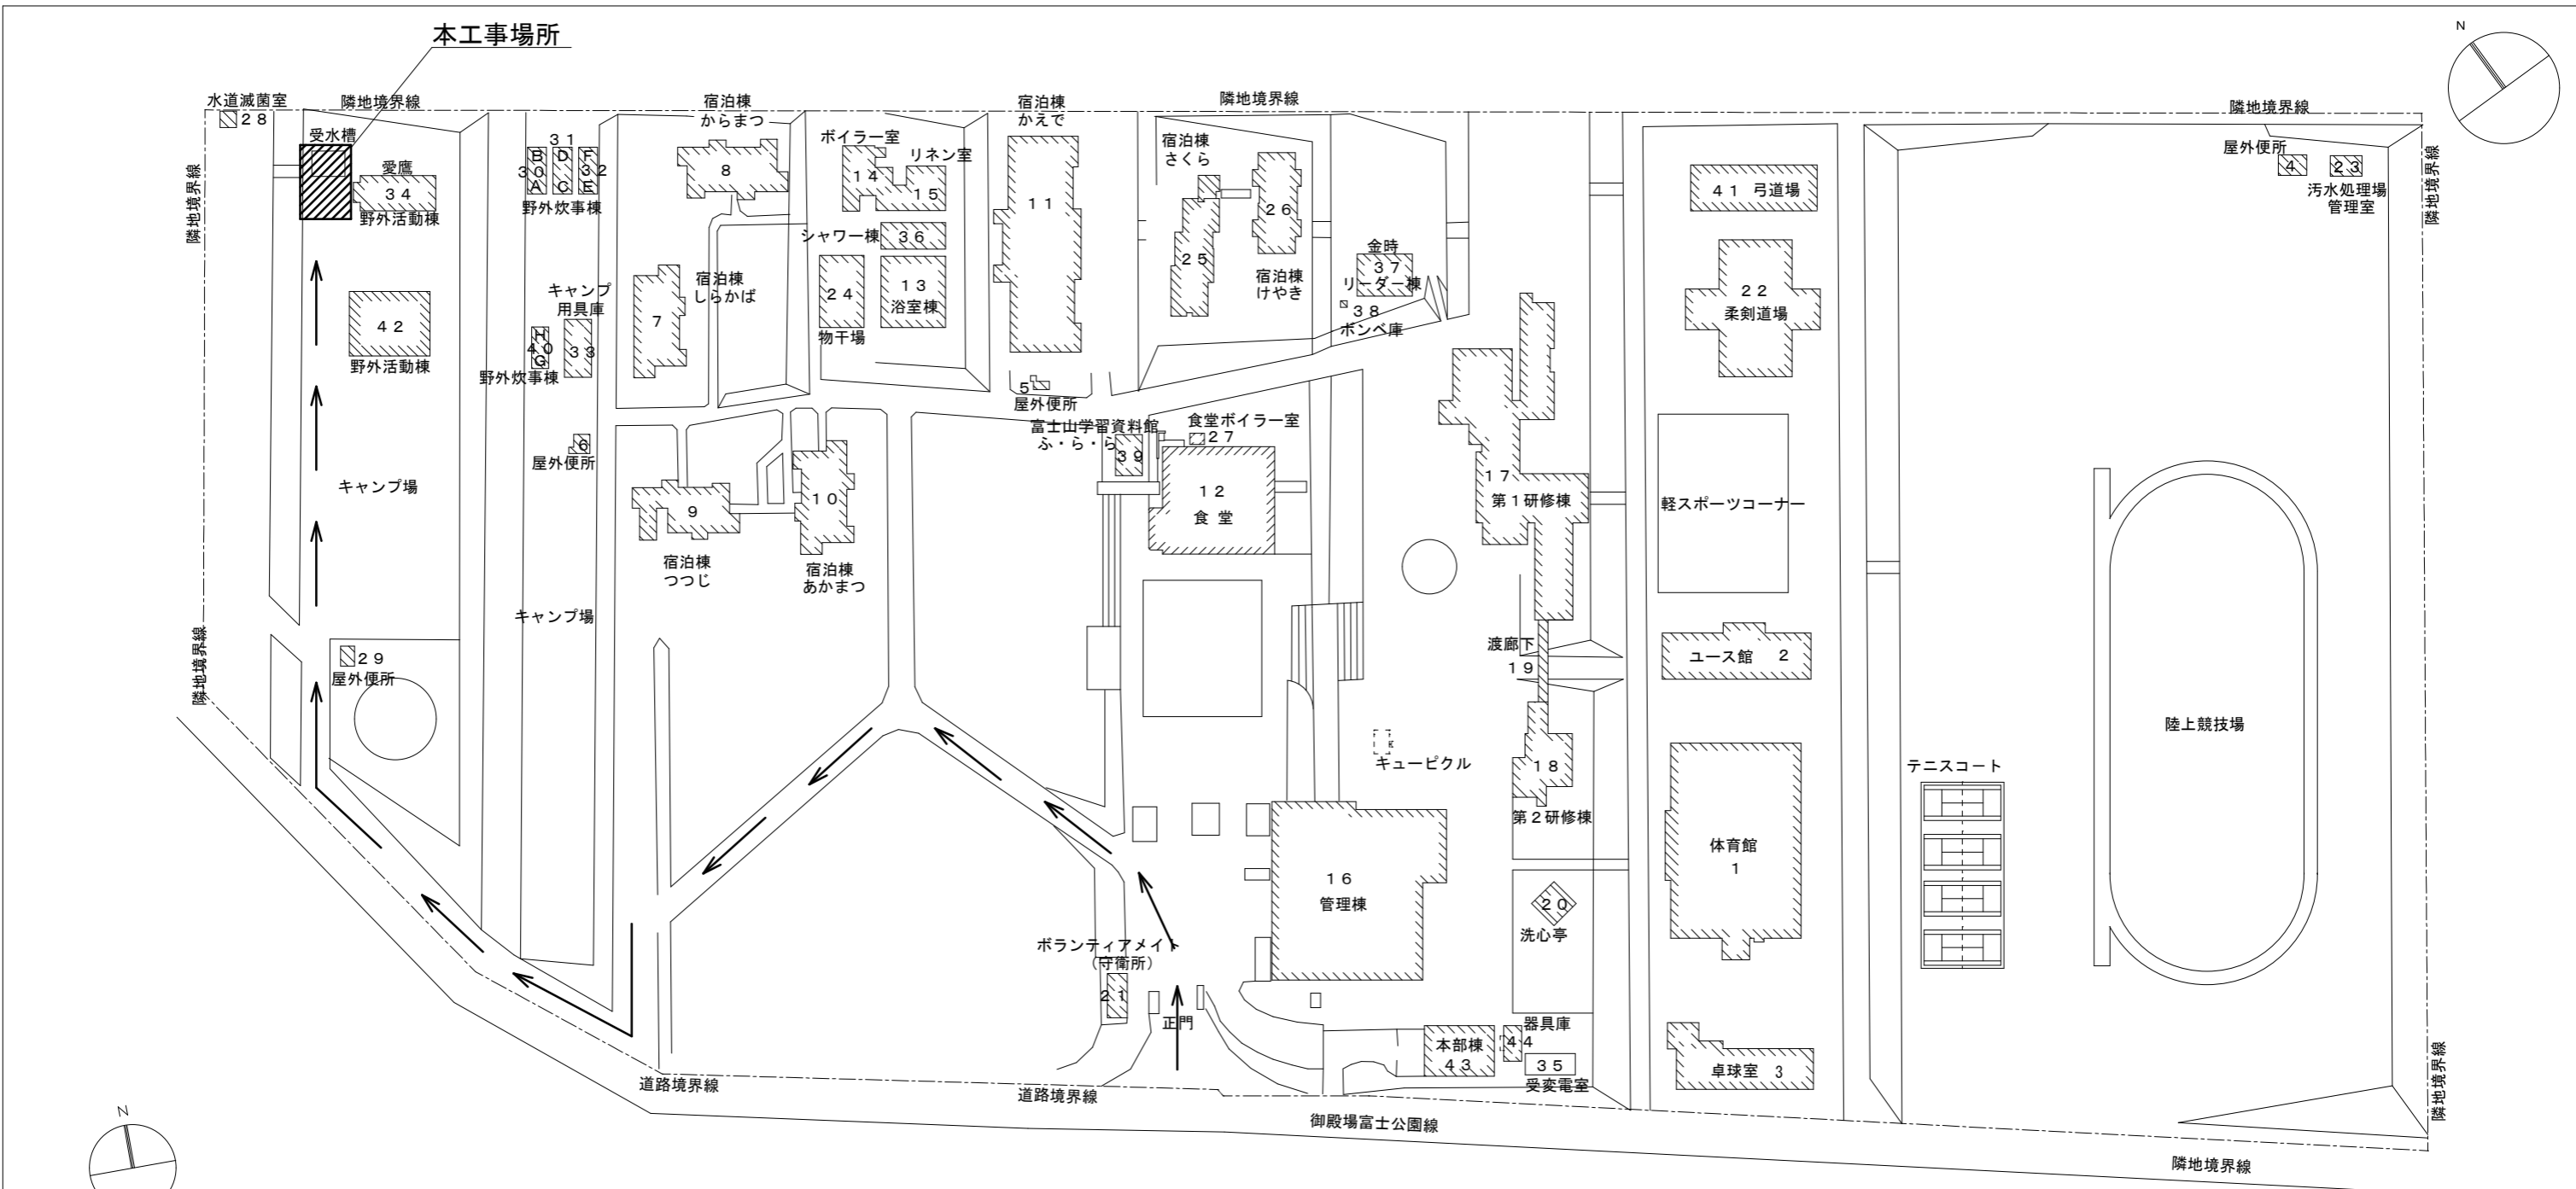 本工事場所
N
水道滅菌室
28
隣地境界線
受水槽
愛鷹
34
野外活動棟
隣地境界線
31
B
D
F
30
32
A
C
E
野外炊事棟
宿泊棟
からまつ
8
ボイラー室
14
リネン室
15
シャワー棟
36
24
物干場
13
浴室棟
宿泊棟
かえで
11
隣地境界線
宿泊棟
さくら
25
26
宿泊棟
けやき
金時
37
リーダー棟
38
ボンベ庫
41 弓道場
22
柔剣道場
隣地境界線
屋外便所
4
23
汚水処理場
管理室
隣地境界線
42
野外活動棟
キャンプ
用具庫
H
40
G
33
野外炊事棟
7
宿泊棟
しらかば
5
屋外便所
富士山学習資料館
ふ・ら・ら
39
食堂ボイラー室
27
12
食 堂
17
第1研修棟
軽スポーツコーナー
6
屋外便所
キャンプ場
9
宿泊棟
つつじ
10
宿泊棟
あかまつ
キャンプ場
隣地境界線
29
屋外便所
渡廊下
19
ユース館 2
キュービクル
18
第2研修棟
陸上競技場
テニスコート
体育館
1
16
管理棟
20
洗心亭
ボランティアメイト
(守衛所)
21
正門
器具庫
本部棟
43
44
35
受変電室
卓球室 3
道路境界線
道路境界線
御殿場富士公園線
隣地境界線
隣地境界線
N